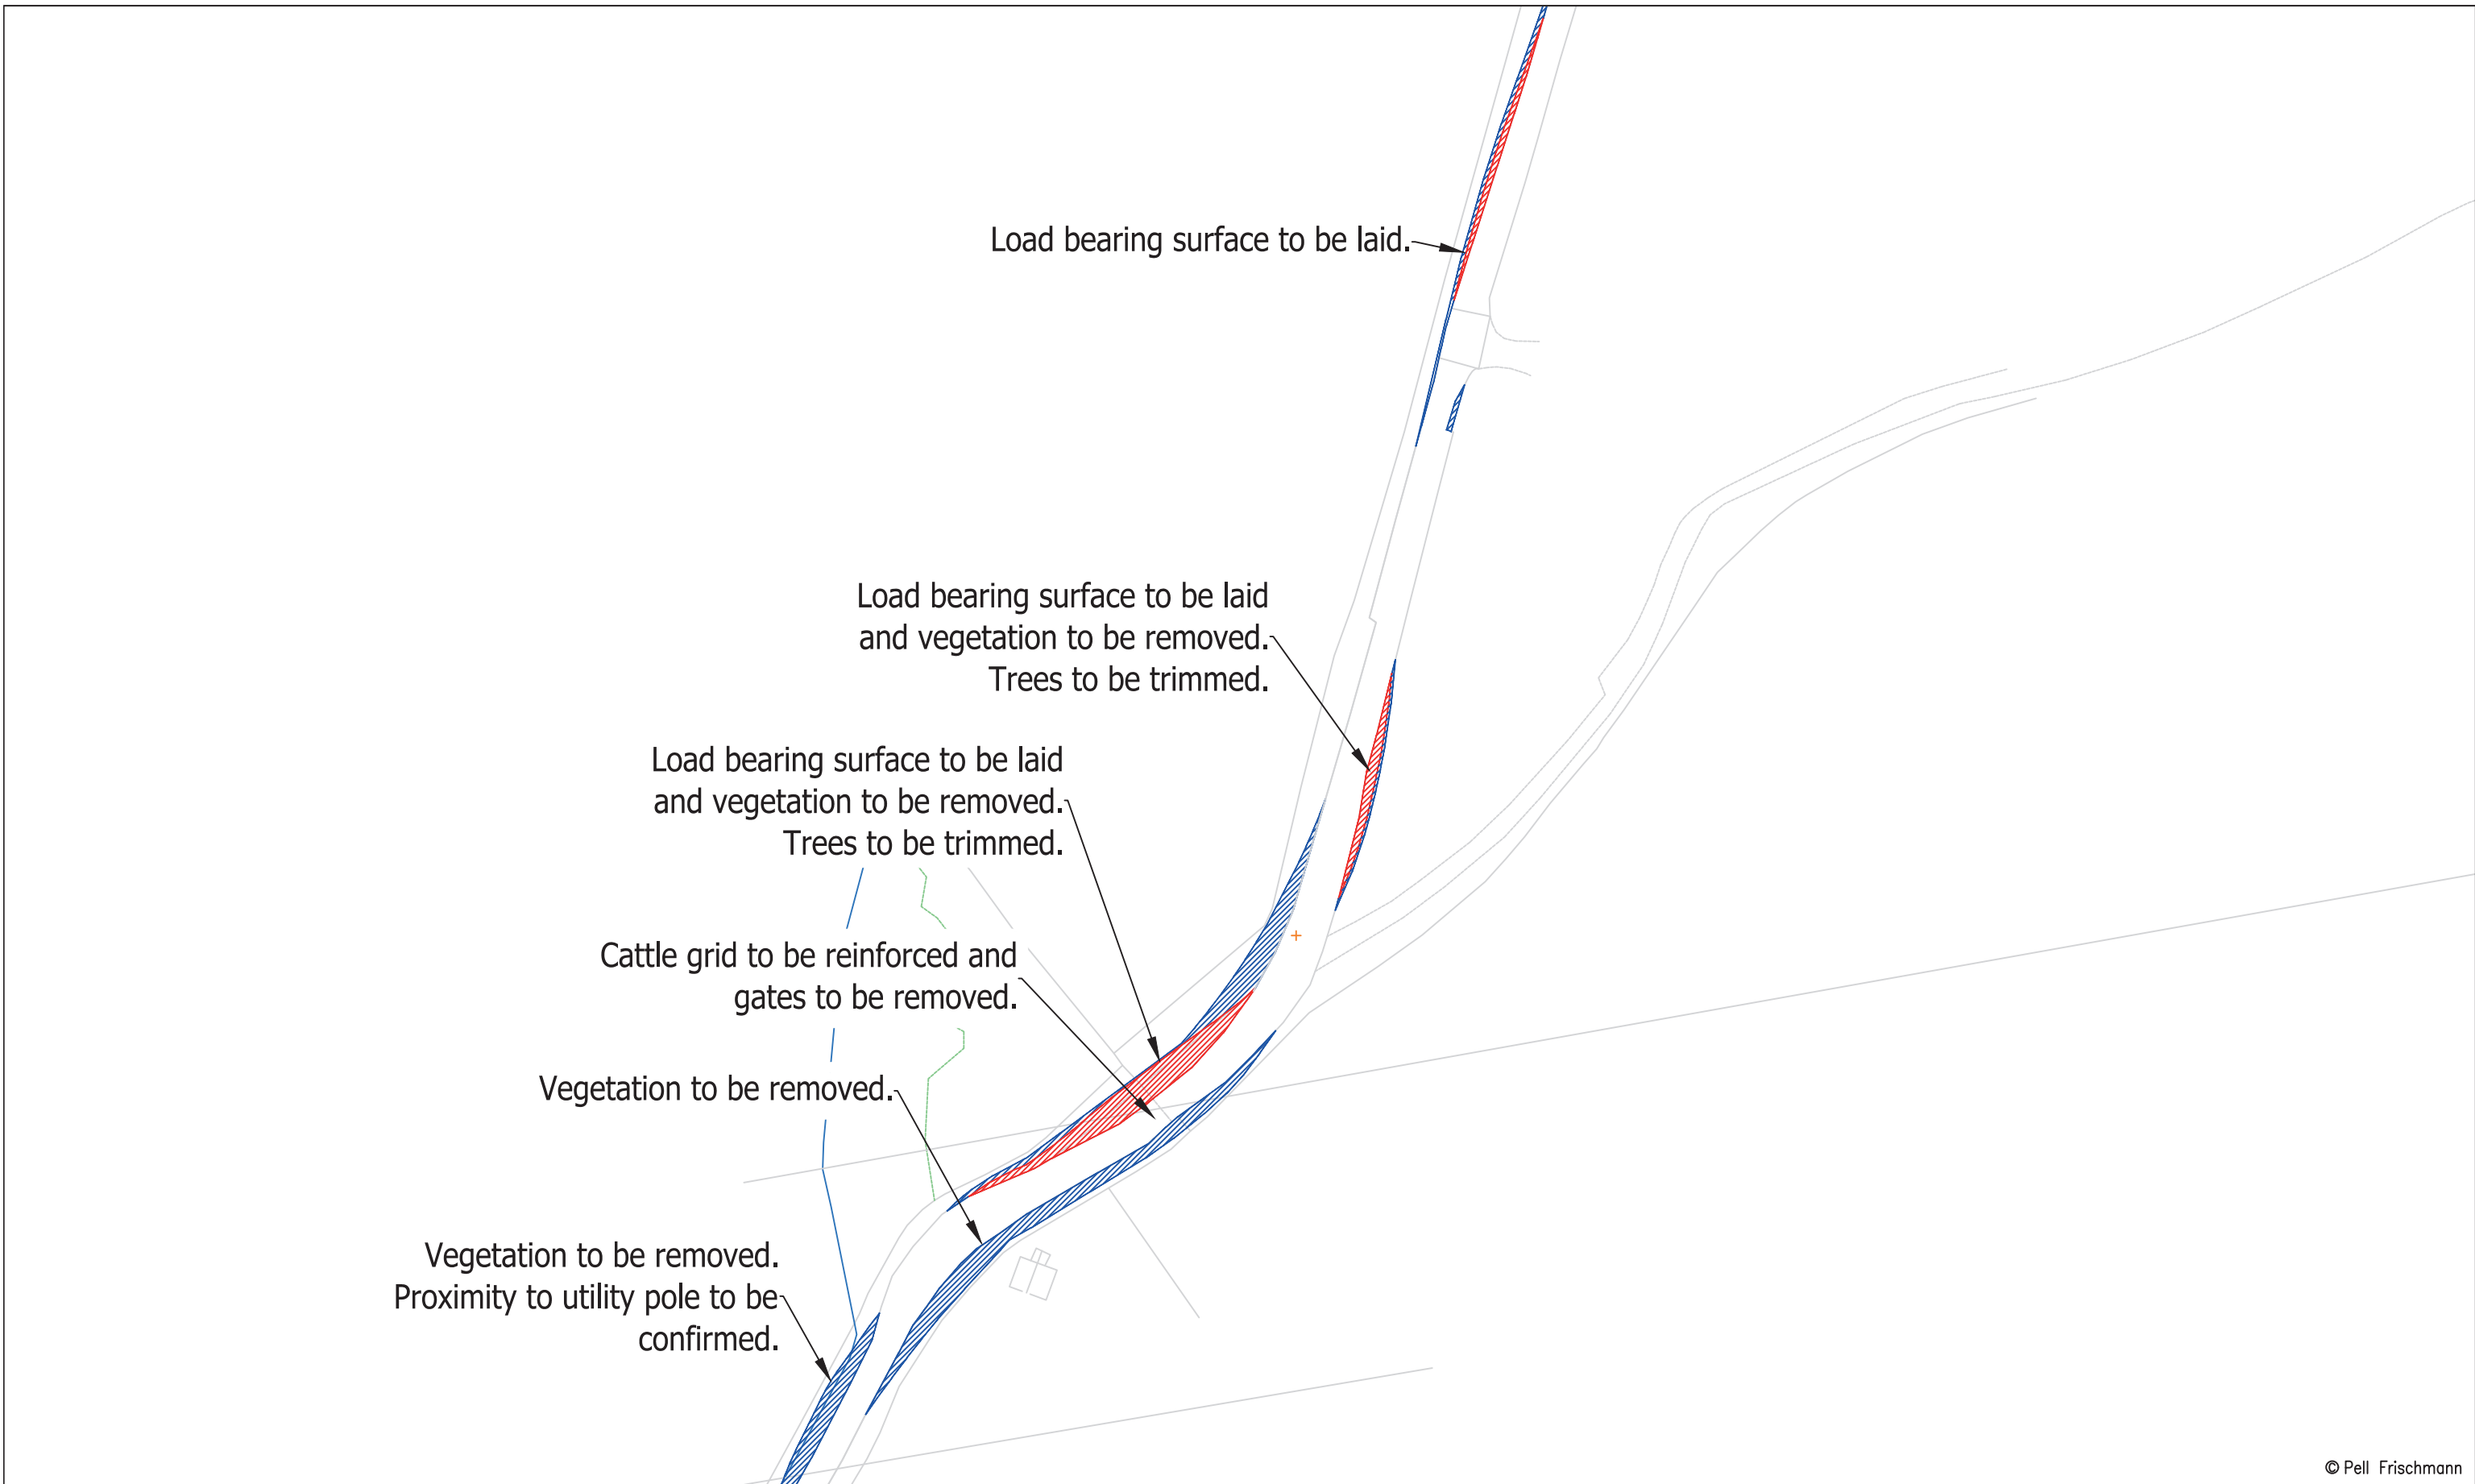 Load bearing surface to be laid.
Load bearing surface to be laid
and vegetation to be removed.
Trees to be trimmed.
Load bearing surface to be laid
and vegetation to be removed.
Trees to be trimmed.
Cattle grid to be reinforced and
gates to be removed.
Vegetation to be removed.
Vegetation to be removed.
Proximity to utility pole to be
confirmed.
© Pell Frischmann